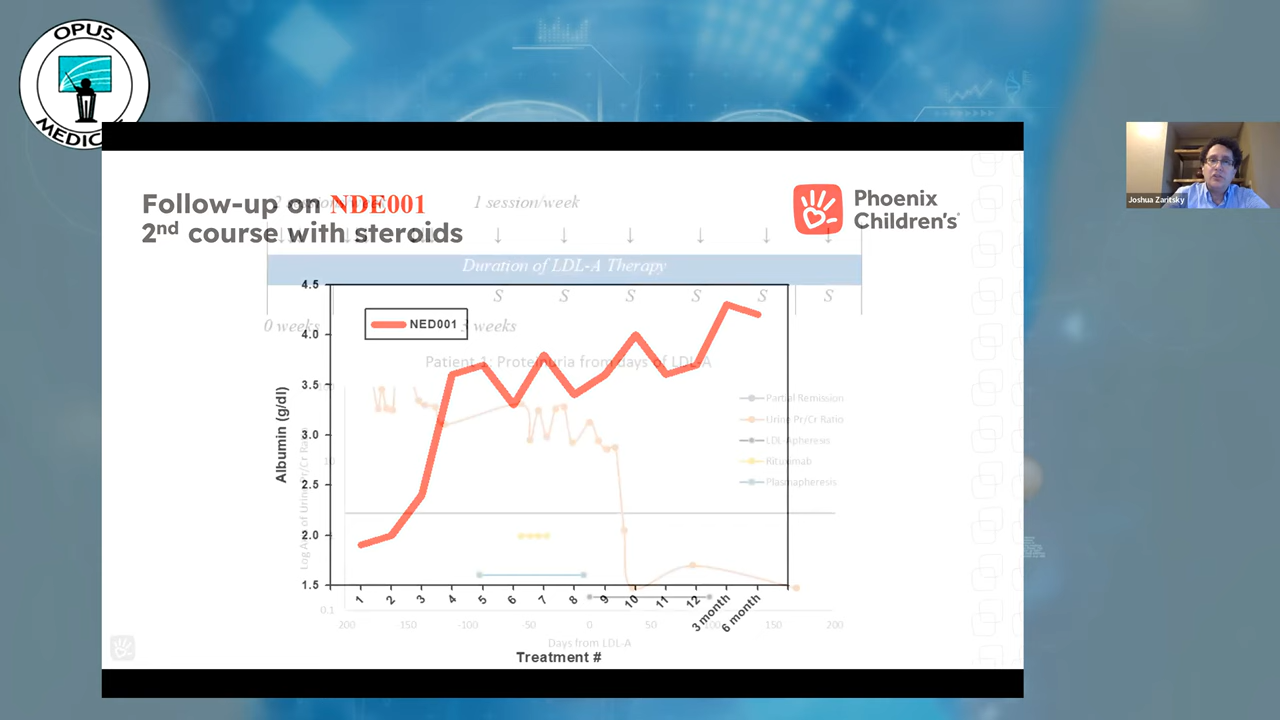 OPUS
MEDIC
Follow-up on NDE001
2nd course with steroids
1 session/week
Phoenix
Children's
Joshua Zaritsky
Duration of LDL-A Therapy
S S S S S S
0 weeks
3 weeks
NED001
Patient 1: Proteinuria from days of LDL-A
Partial Remission
Urine Pr/Cr Ratio
LDL-Apheresis
Rituximab
Plasmapheresis
4.5
4.0
3.5
3.0
2.5
2.0
1.5
Albumin (g/dl)
10
0.1
1 2 3 4 5 6 7 8 9 10 11 12 3 month 6 month
200 150 -100 -50 0 50 150 200
Days from LDL-A
Treatment #